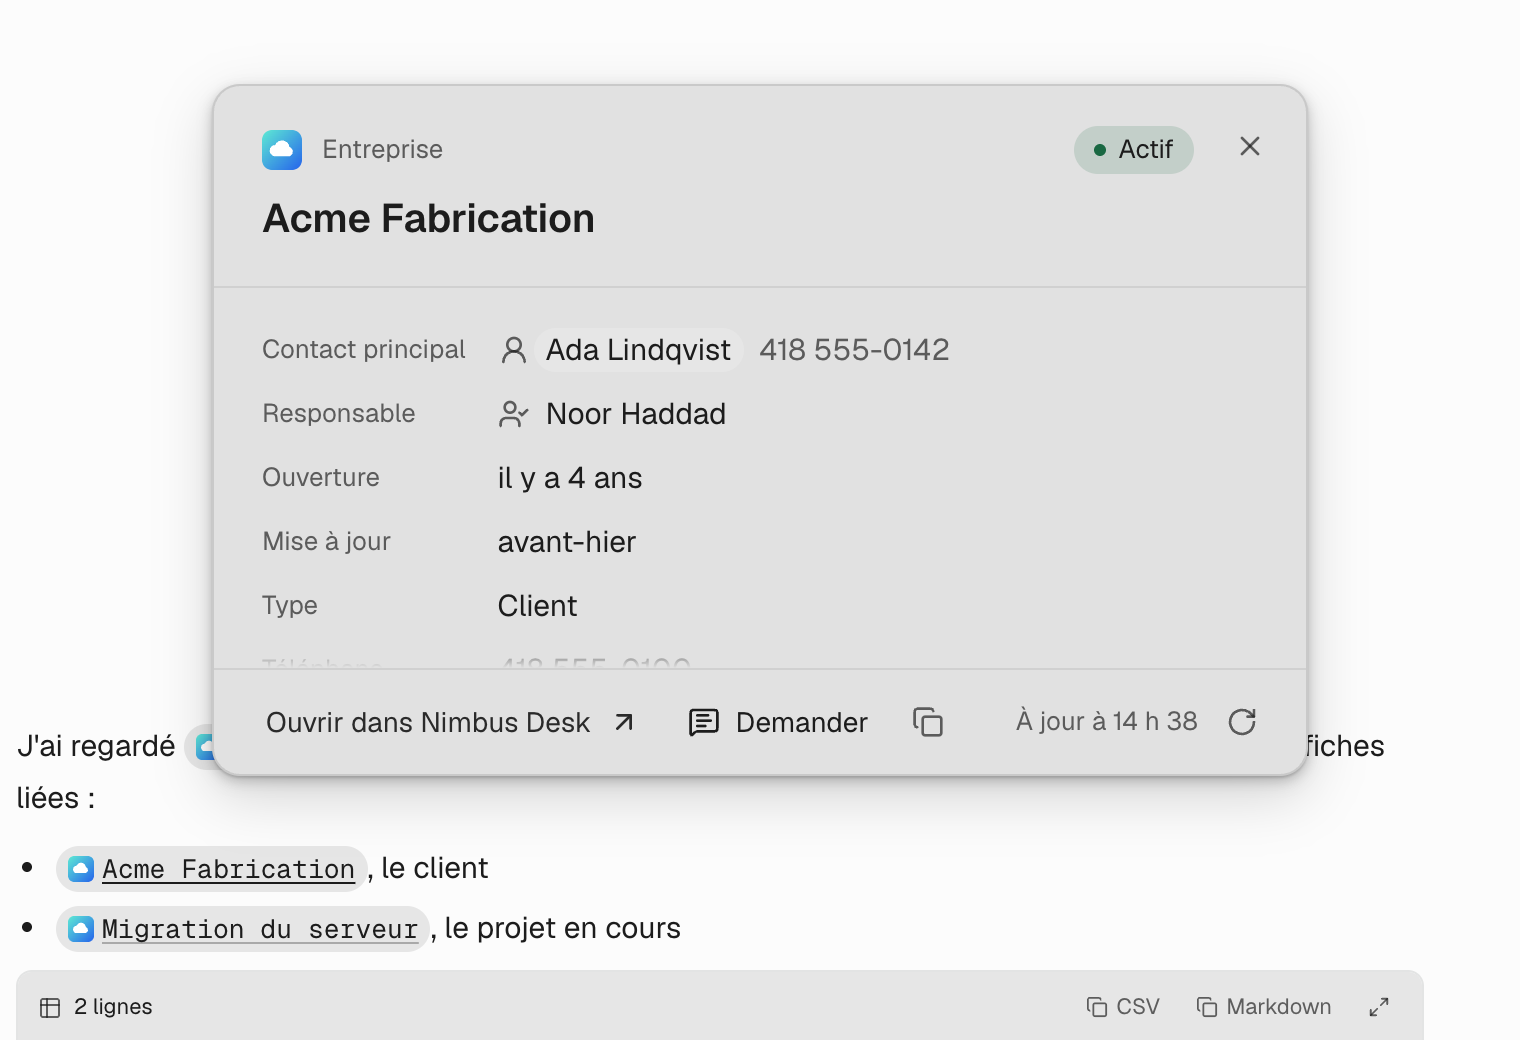 Entreprise
Actif
Acme Fabrication
Contact principal Ada Lindqvist 418 555-0142
Responsable Noor Haddad
Ouverture il y a 4 ans
Mise à jour avant-hier
Type Client
Ouvrir dans Nimbus Desk Demander À jour à 14 h 38
J'ai regardé fiches
liées :
Acme Fabrication, le client
Migration du serveur, le projet en cours
2 lignes CSV Markdown